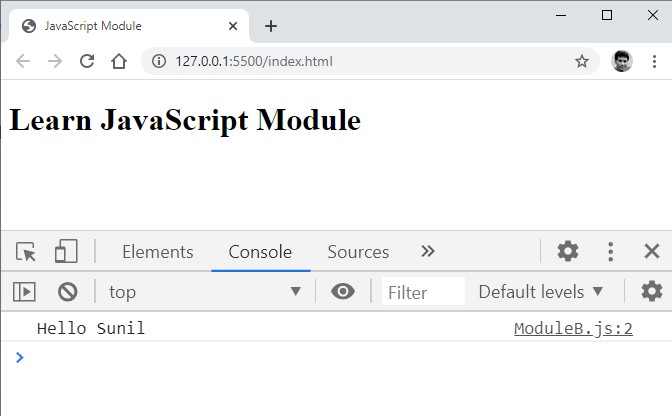 JavaScript Module
127.0.0.1:5500/index.html
Learn JavaScript Module
Elements Console Sources
top Filter Default levels
Hello Sunil ModuleB.js:2